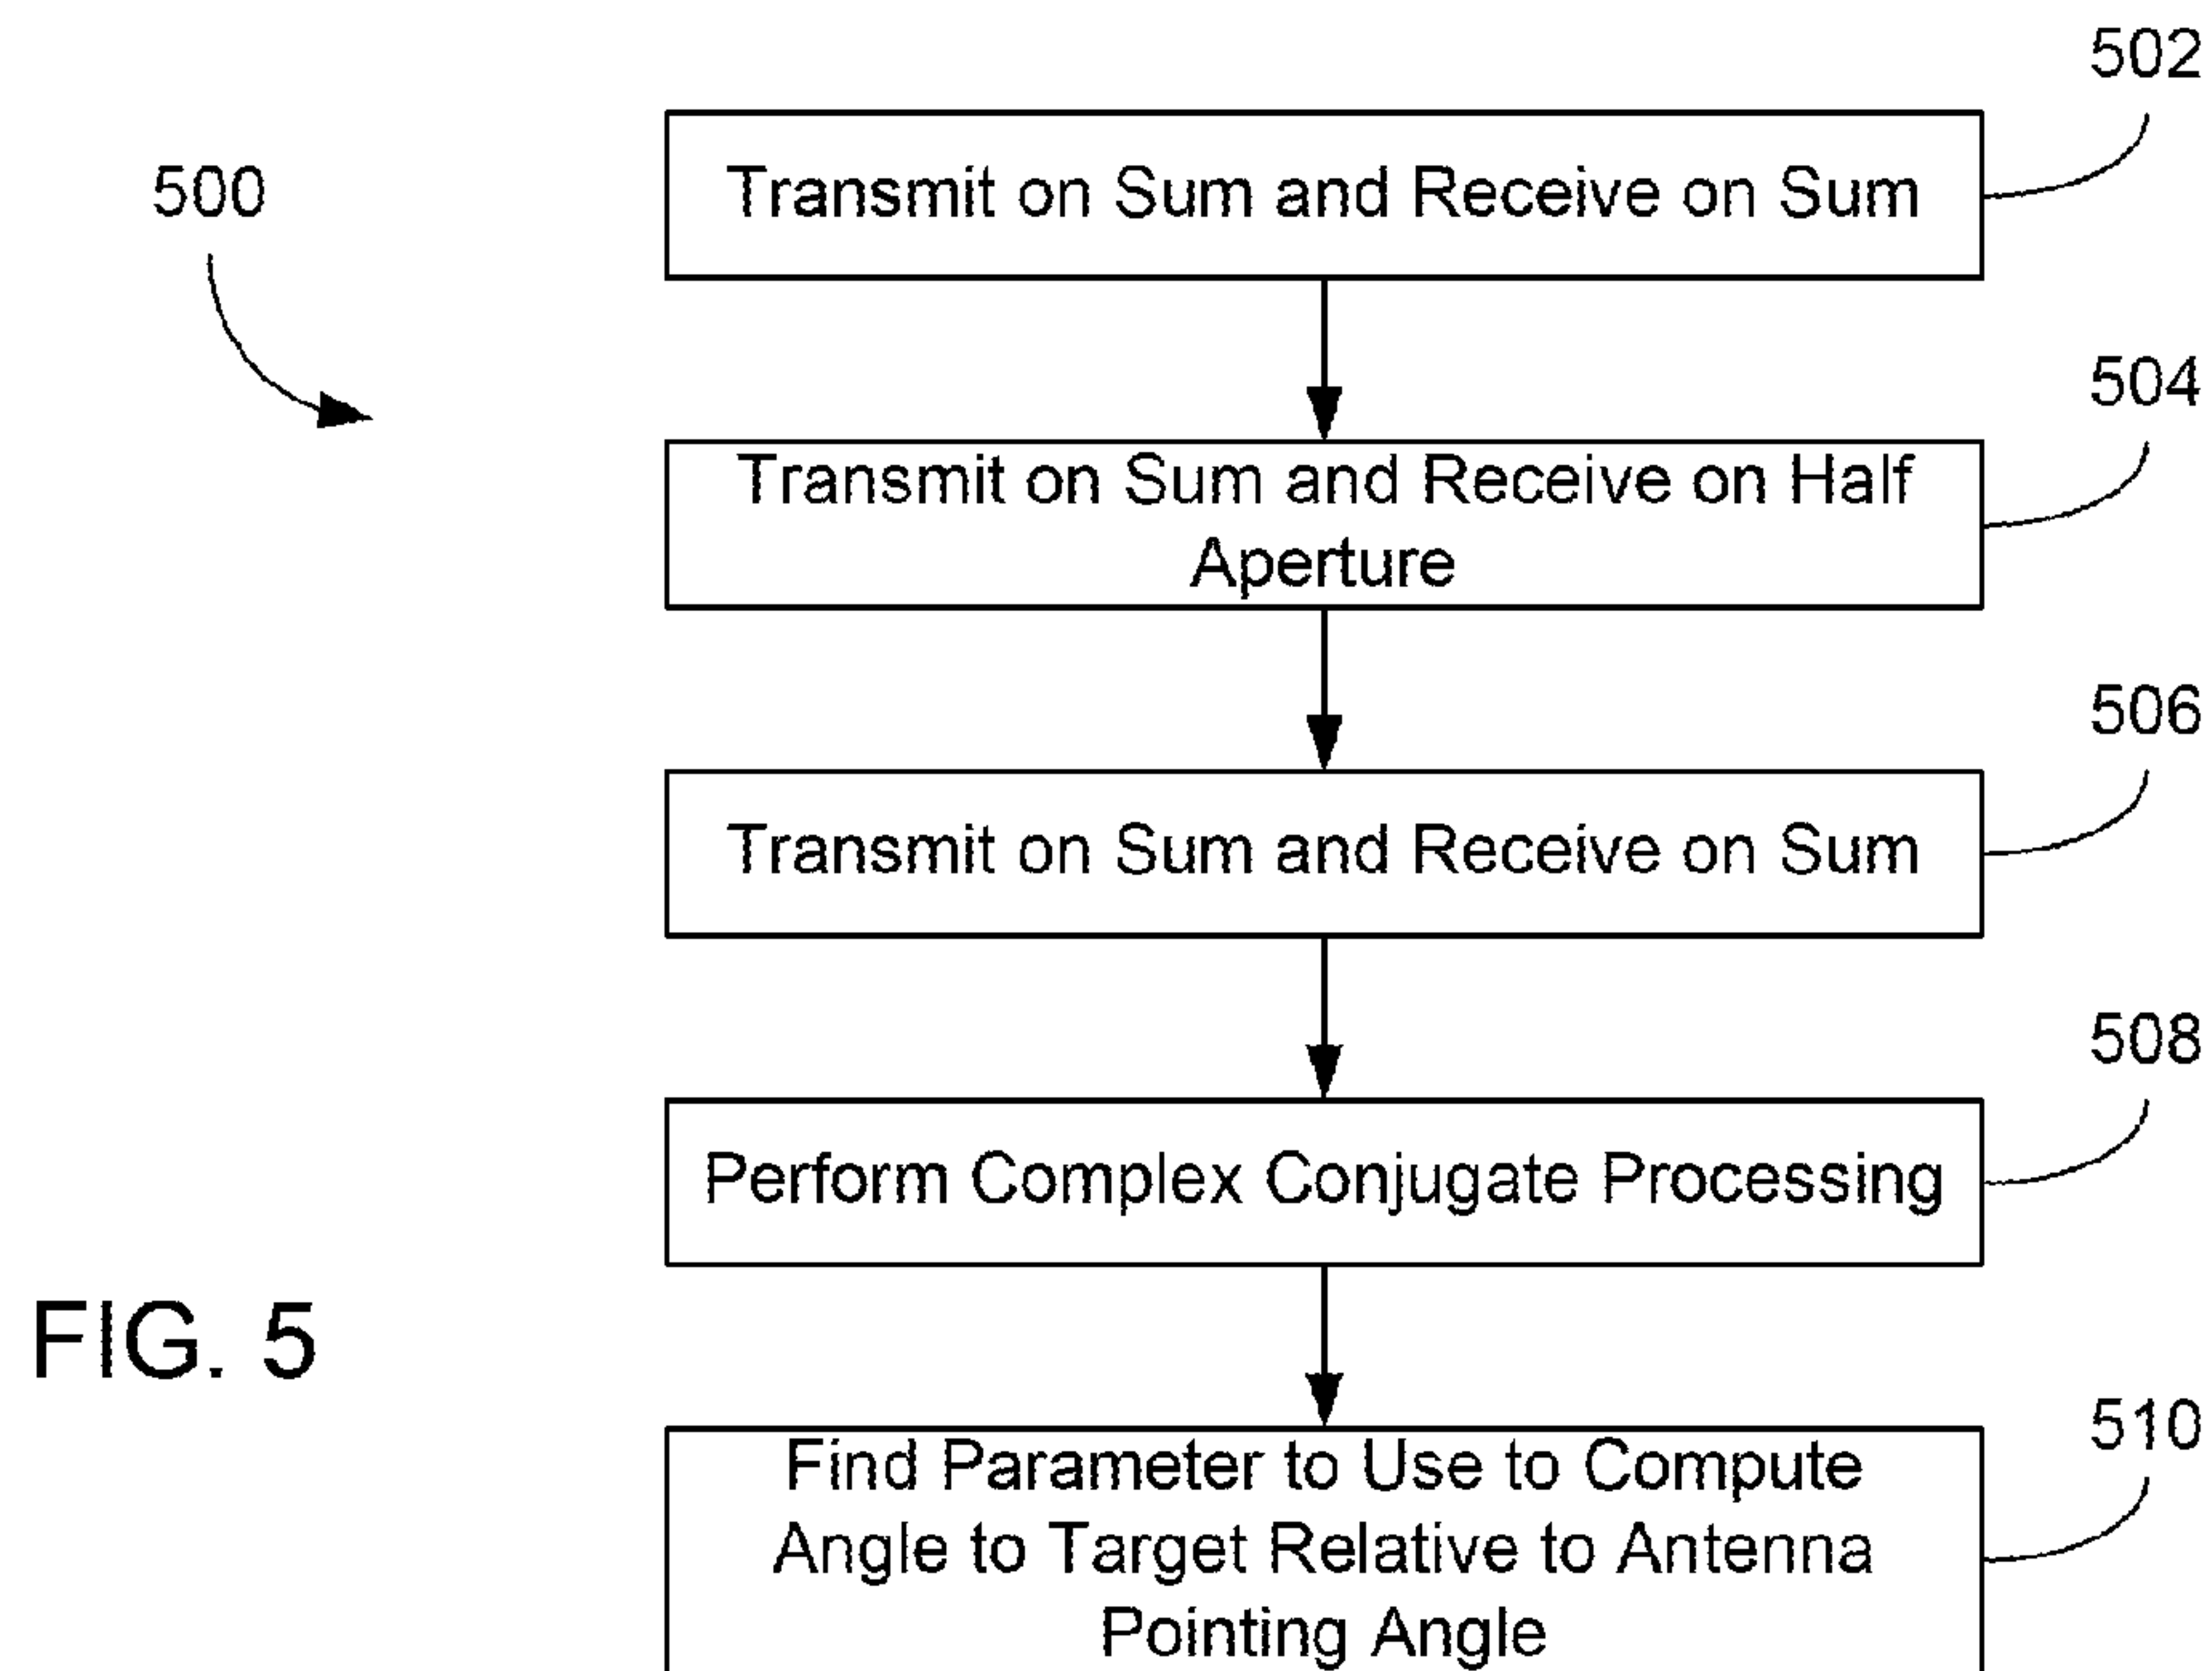 502
500
Transmit on Sum and Receive on Sum
504
Transmit on Sum and Receive on Half
Aperture
506
Transmit on Sum and Receive on Sum
508
Perform Complex Conjugate Processing
FIG. 5
510
Find Parameter to Use to Compute
Angle to Target Relative to Antenna
Pointing Angle